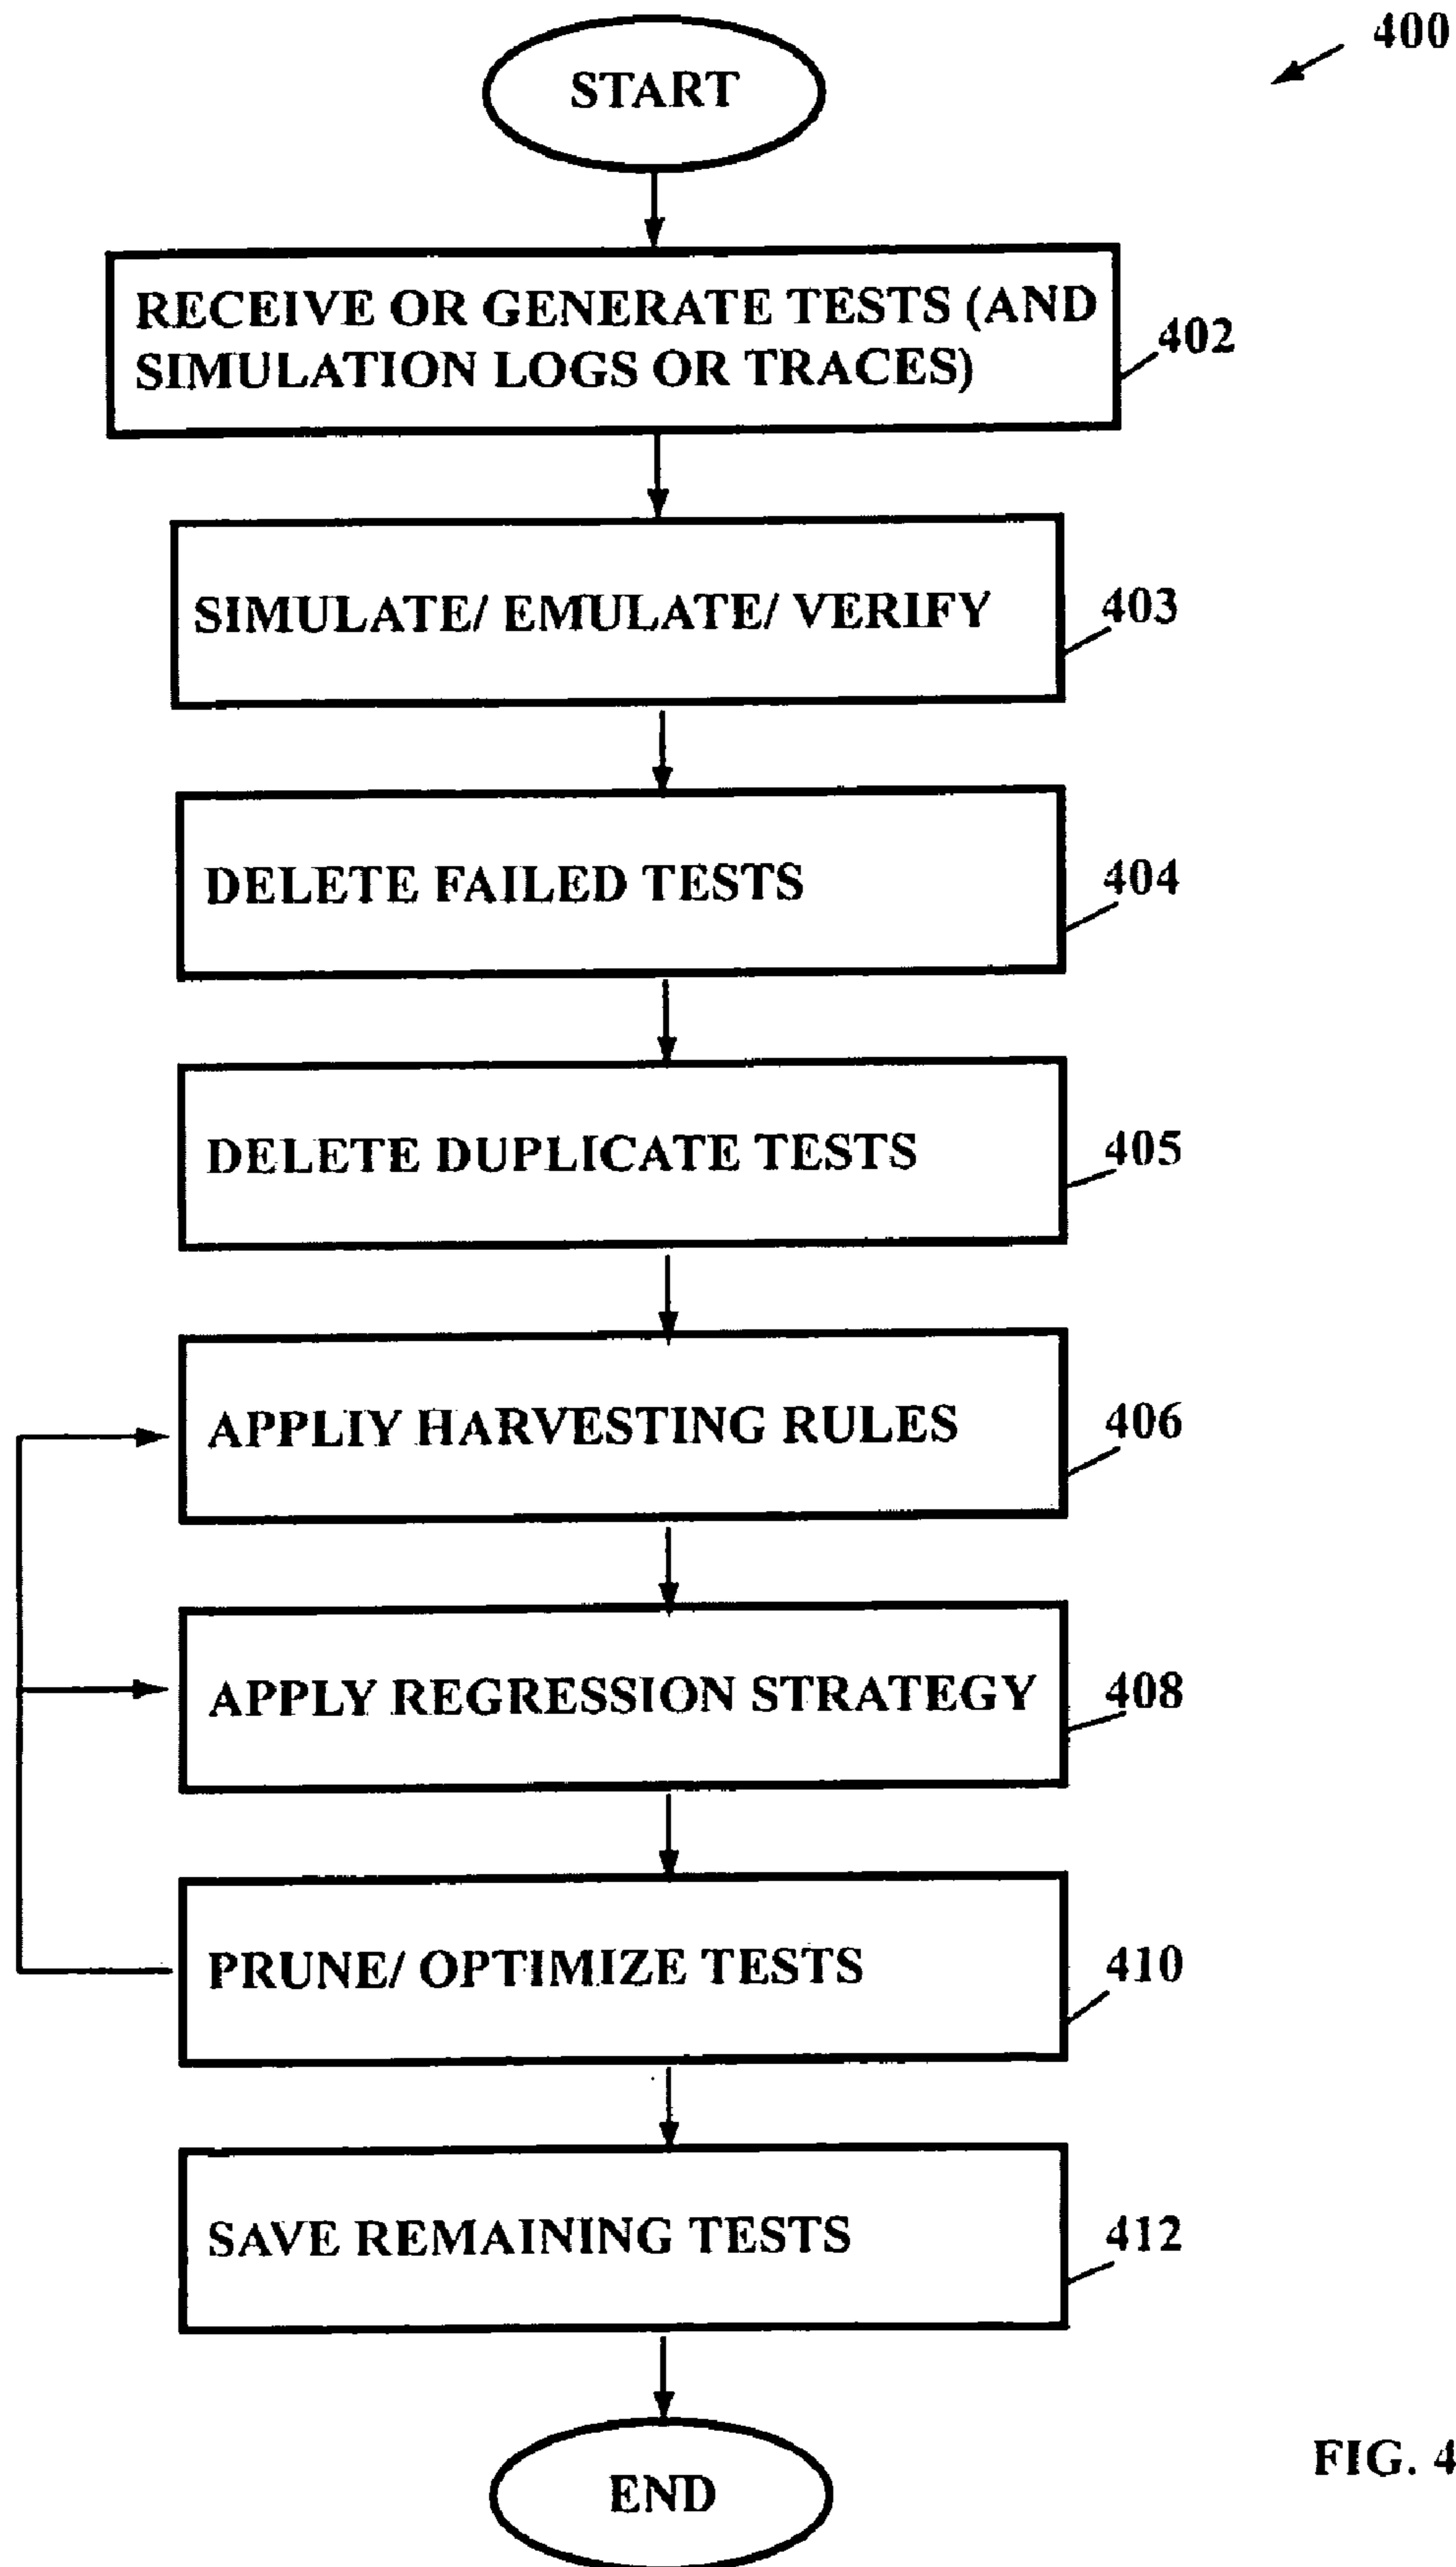 400
START
RECEIVE OR GENERATE TESTS (AND
SIMULATION LOGS OR TRACES)
402
SIMULATE/ EMULATE/ VERIFY
403
DELETE FAILED TESTS
404
DELETE DUPLICATE TESTS
405
APPLIY HARVESTING RULES
406
APPLY REGRESSION STRATEGY
408
PRUNE/ OPTIMIZE TESTS
410
SAVE REMAINING TESTS
412
END
FIG. 4